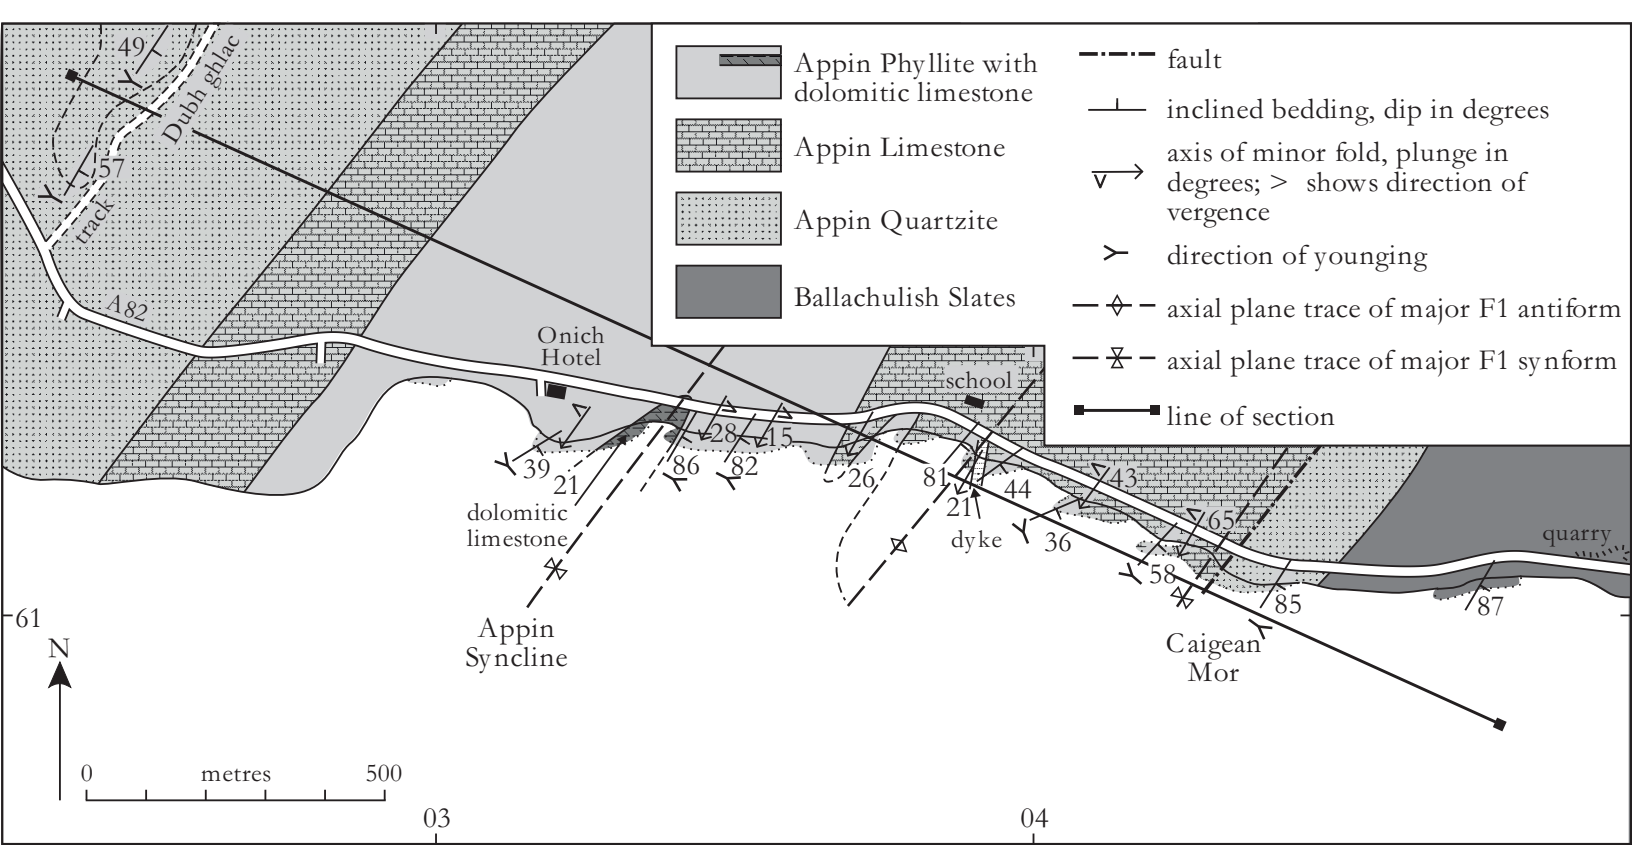 Appin Phyllite with
dolomitic limestone
Appin Limestone
Appin Quartzite
Ballachulish Slates
fault
inclined bedding, dip in degrees
axis of minor fold, plunge in
degrees; > shows direction of
vergence
direction of younging
axial plane trace of major F1 antiform
axial plane trace of major F1 synform
line of section
49
Dubh ghlac
57
track
A82
Onich
Hotel
school
39
21
86
28
82
15
26
81
21
44
43
36
65
58
85
87
dolomitic
limestone
dyke
quarry
Appin
Syncline
Caigean
Mor
61
N
0 metres 500
03
04